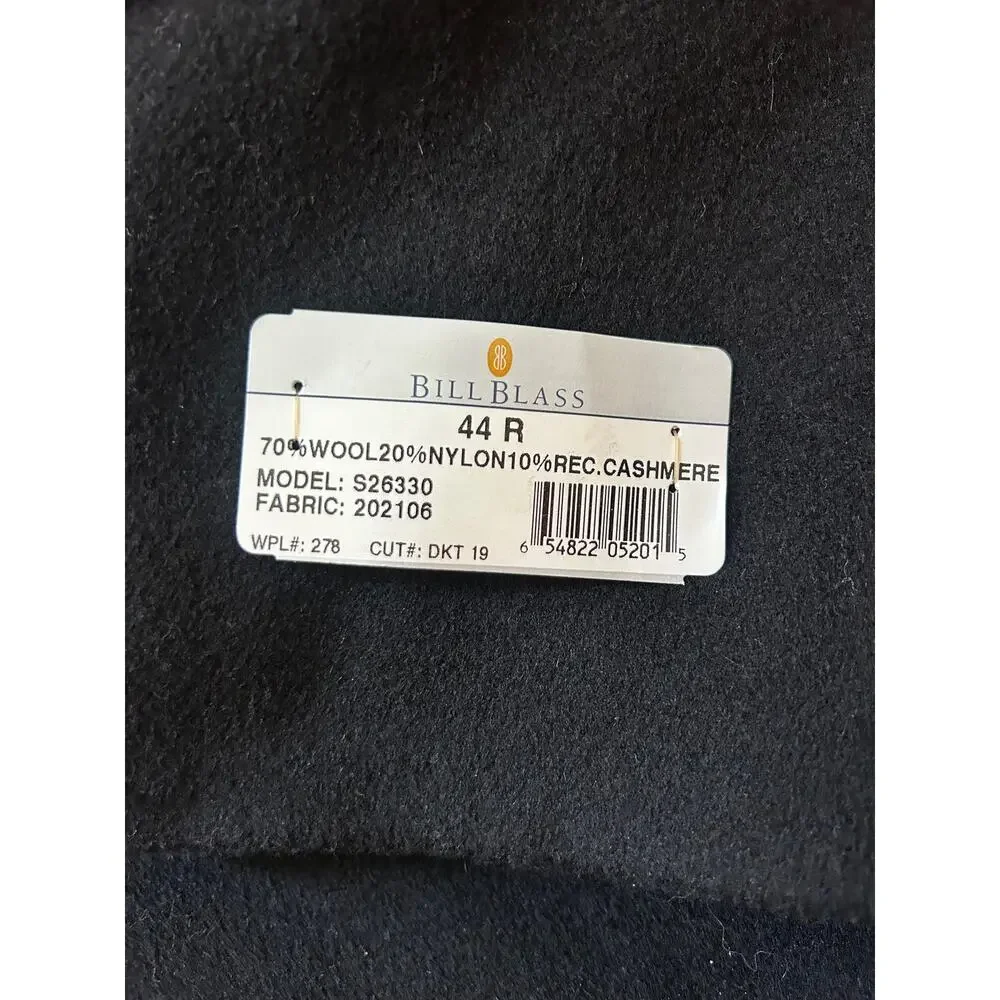 BB
BILL BLASS
44 R
70%WOOL20%NYLON10%REC.CASHMERE
MODEL: S26330
FABRIC: 202106
WPL#: 278 CUT#: DKT 19
6 54822 05201 5